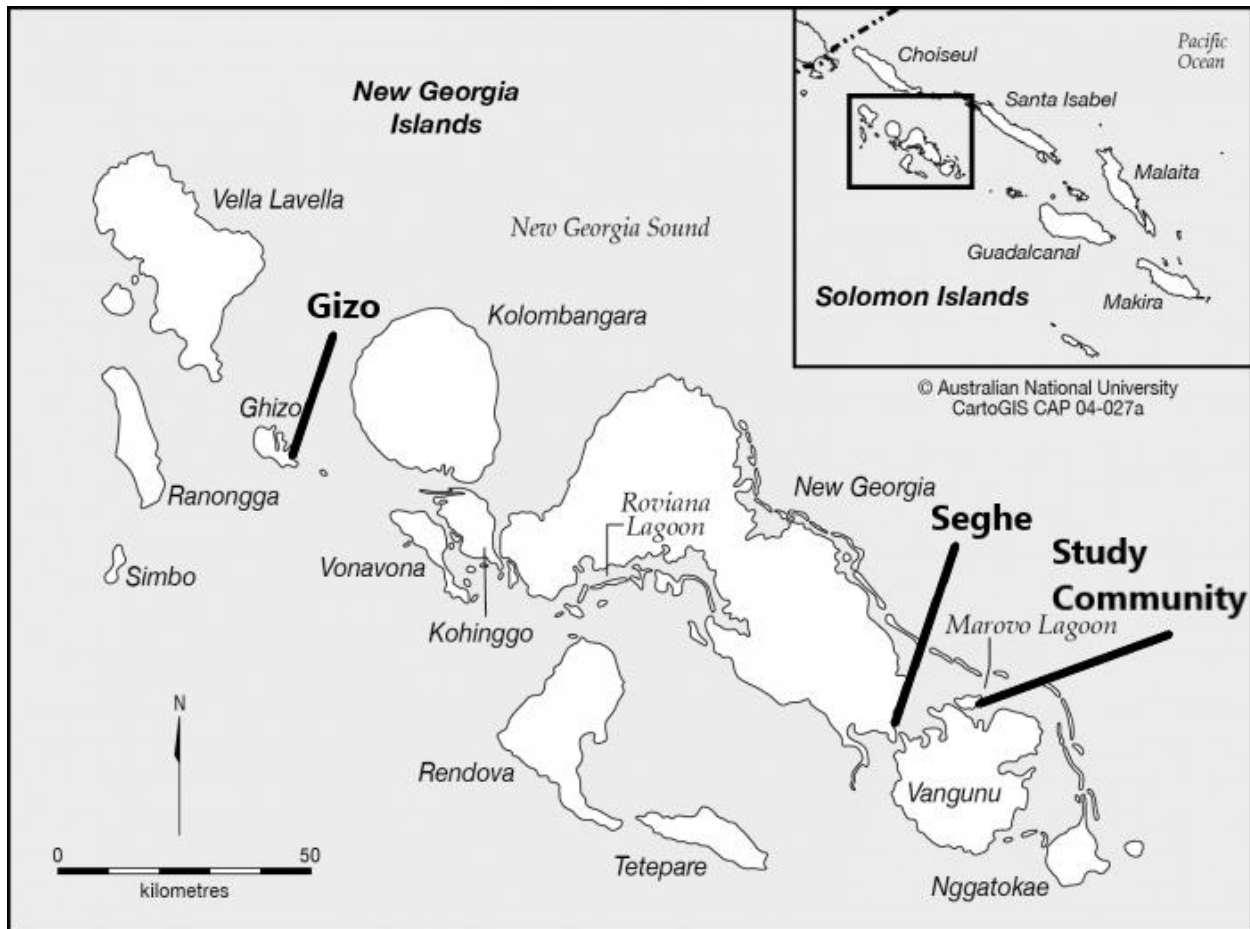 New Georgia
Islands
Vella Lavella
New Georgia Sound
Gizo
Kolombangara
Ghizo
Ranongga
Simbo
Vonavona
Kohinggo
Roviana
Lagoon
New Georgia
Seghe
Study
Community
Marovo Lagoon
Rendova
Vangunu
Tetepare
Nggatokae
N
0 50
kilometres
Choiseul
Pacific
Ocean
Santa Isabel
Malaita
Guadalcanal
Makira
Solomon Islands
© Australian National University
CartoGIS CAP 04-027a